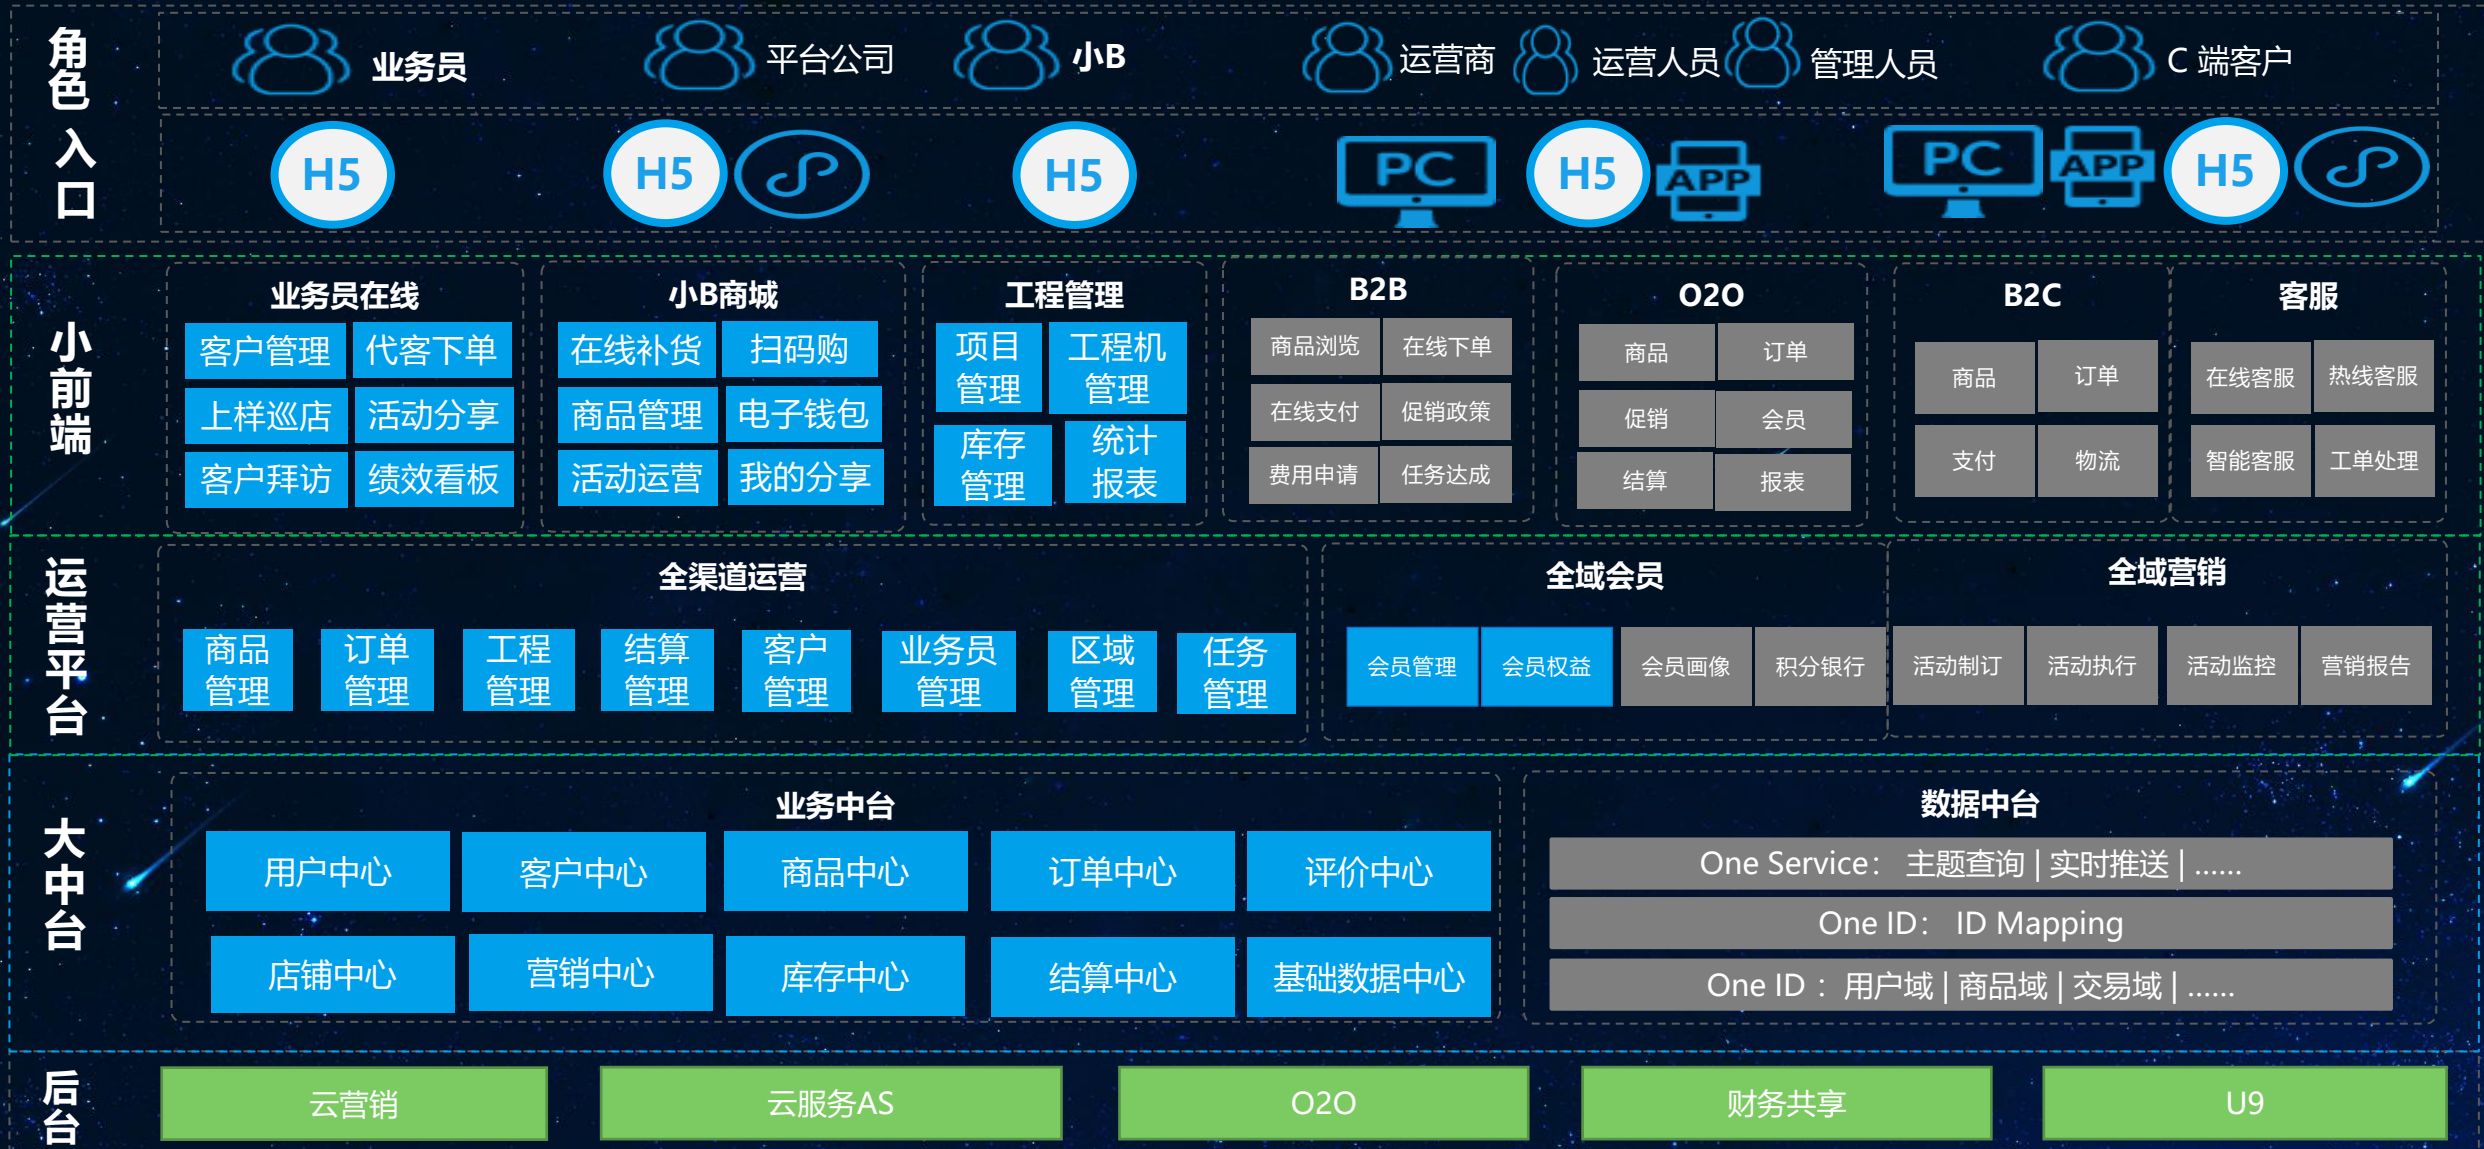 角色
业务员
平台公司
小B
运营商
运营人员
管理人员
C 端客户
入口
H5
H5
H5
PC
H5
APP
PC
APP
H5
小前端
业务员在线
客户管理
代客下单
上样巡店
活动分享
客户拜访
绩效看板
小B商城
在线补货
扫码购
商品管理
电子钱包
活动运营
我的分享
工程管理
项目
管理
工程机
管理
库存
管理
统计
报表
B2B
商品浏览
在线下单
在线支付
促销政策
费用申请
任务达成
O2O
商品
订单
促销
会员
结算
报表
B2C
商品
订单
支付
物流
客服
在线客服
热线客服
智能客服
工单处理
运营平台
全渠道运营
商品
管理
订单
管理
工程
管理
结算
管理
客户
管理
业务员
管理
区域
管理
任务
管理
全域会员
会员管理
会员权益
会员画像
积分银行
全域营销
活动制订
活动执行
活动监控
营销报告
大中台
业务中台
用户中心
客户中心
商品中心
订单中心
评价中心
店铺中心
营销中心
库存中心
结算中心
基础数据中心
数据中台
One Service： 主题查询 | 实时推送 | ……
One ID： ID Mapping
One ID ：用户域 | 商品域 | 交易域 | ……
后台
云营销
云服务AS
O2O
财务共享
U9